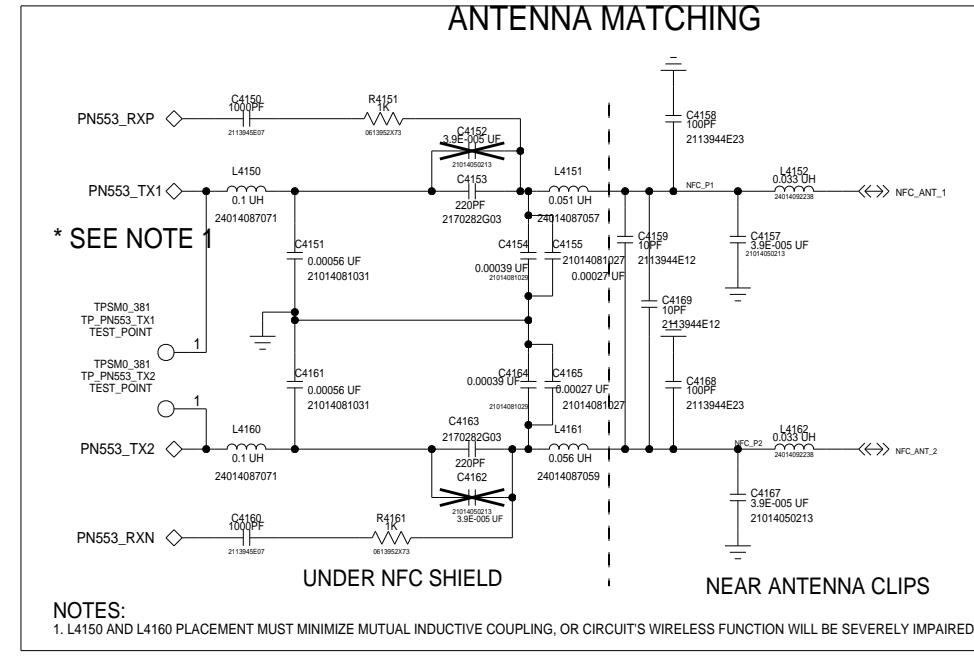 ANTENNA MATCHING
C4150
1000PF
2113945E07
R4151
1K
0613952X73
PN553_RXP
C4152
3.9E-005 UF
21014050213
C4158
100PF
2113944E23
PN553_TX1
L4150
0.1 UH
24014087071
C4153
220PF
2170282G03
L4151
0.051 UH
24014087057
NFC_P1
L4152
0.033 UH
24014092238
NFC_ANT_1
* SEE NOTE 1
C4151
0.00056 UF
21014081031
C4154
0.00039 UF
21014081029
C4155
21014081027
0.00027 UF
C4159
10PF
2113944E12
C4157
3.9E-005 UF
21014050213
TPSM0_381
TP_PN553_TX1
TEST_POINT
1
C4169
10PF
2113944E12
TPSM0_381
TP_PN553_TX2
TEST_POINT
1
C4161
0.00056 UF
21014081031
C4164
0.00039 UF
21014081029
C4165
0.00027 UF
21014081027
C4168
100PF
2113944E23
PN553_TX2
L4160
0.1 UH
24014087071
C4163
2170282G03
220PF
L4161
0.056 UH
24014087059
NFC_P2
L4162
0.033 UH
24014092238
NFC_ANT_2
C4162
21014050213
3.9E-005 UF
C4167
3.9E-005 UF
21014050213
PN553_RXN
C4160
1000PF
2113945E07
R4161
1K
0613952X73
UNDER NFC SHIELD
NEAR ANTENNA CLIPS
NOTES:
1. L4150 AND L4160 PLACEMENT MUST MINIMIZE MUTUAL INDUCTIVE COUPLING, OR CIRCUIT'S WIRELESS FUNCTION WILL BE SEVERELY IMPAIRED